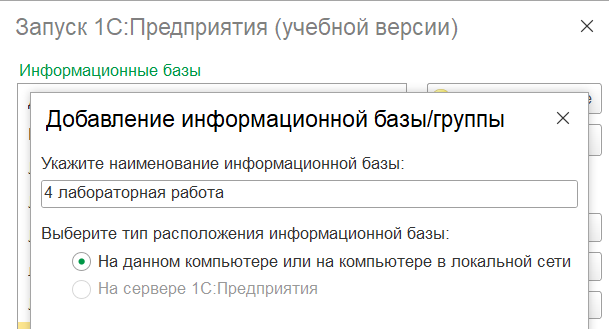 Запуск 1С:Предприятия (учебной версии)
Информационные базы
Добавление информационной базы/группы
Укажите наименование информационной базы:
4 лабораторная работа
Выберите тип расположения информационной базы:
На данном компьютере или на компьютере в локальной сети
На сервере 1С:Предприятия